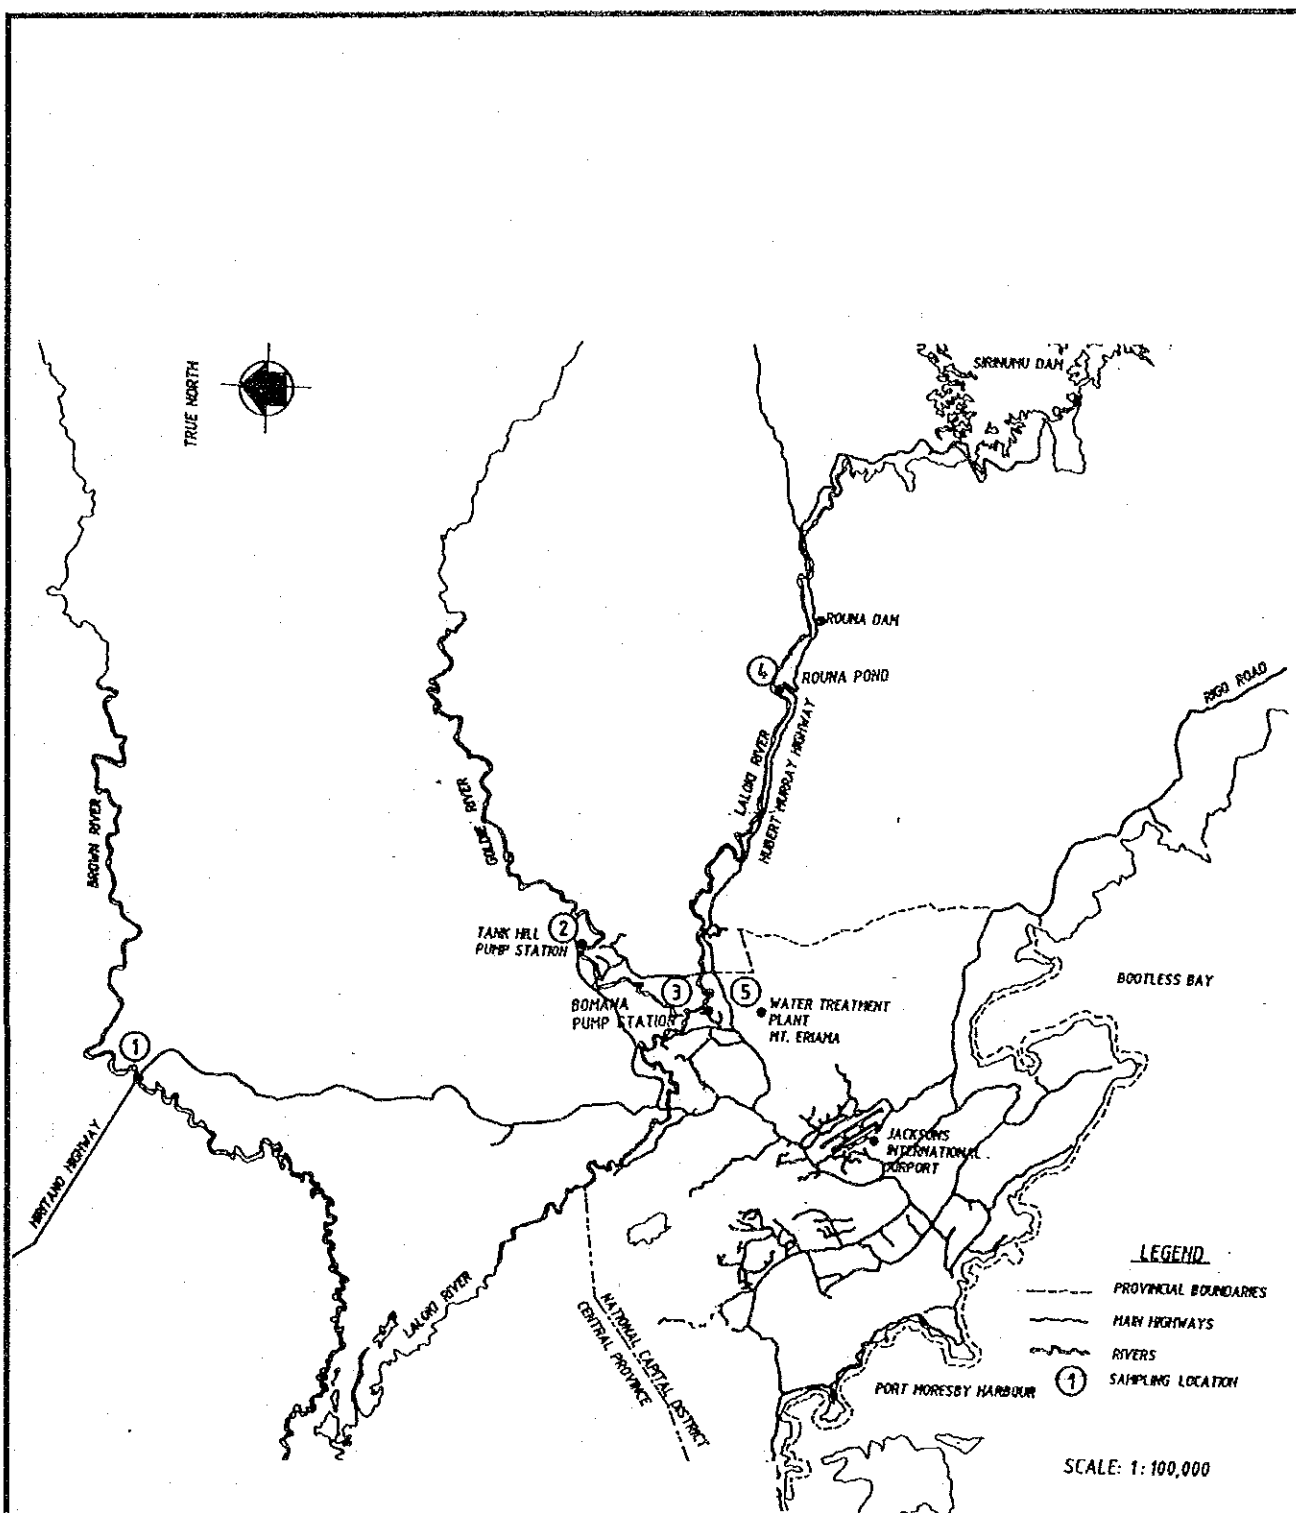 SIRINUMU DAM
TRUE NORTH
ROUNA DAM
4
ROUNA POND
RIGO ROAD
LALOKI RIVER
HUBERT MURRAY HIGHWAY
GOLDIE RIVER
BROWN RIVER
2
TANK HILL
PUMP STATION
BOOTLESS BAY
3
5
BOMANA
PUMP STATION
WATER TREATMENT
PLANT
MT. ERIAMA
1
JACKSONS
INTERNATIONAL
AIRPORT
HIRITANO HIGHWAY
LALOKI RIVER
NATIONAL CAPITAL DISTRICT
CENTRAL PROVINCE
LEGEND
PROVINCIAL BOUNDARIES
MAIN HIGHWAYS
RIVERS
1 SAMPLING LOCATION
PORT MORESBY HARBOUR
SCALE: 1:100,000